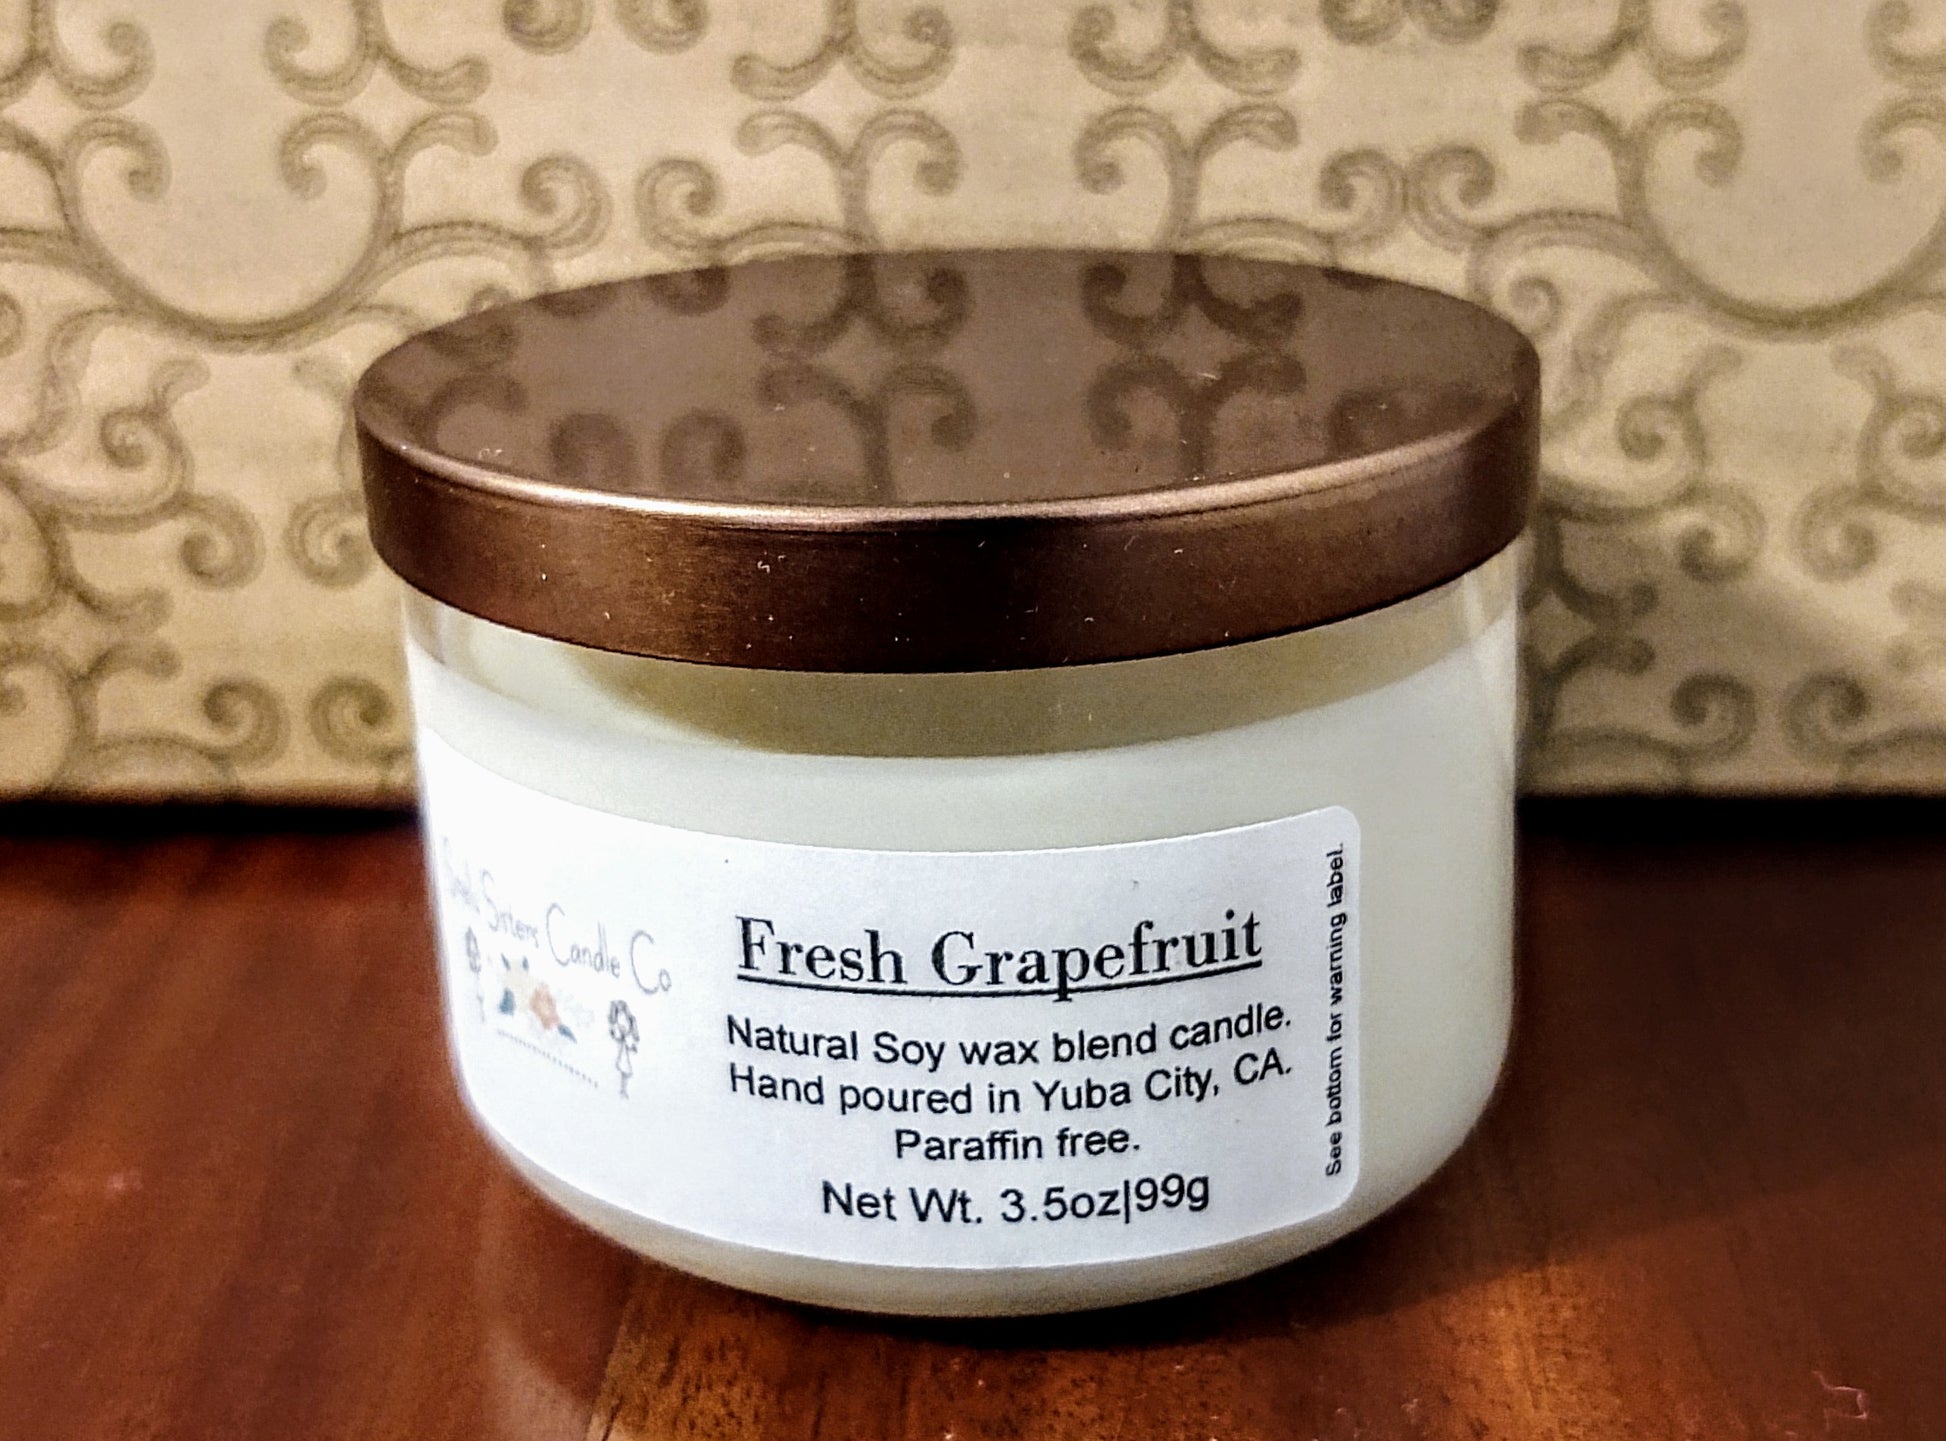 Sisters Candle Co
Fresh Grapefruit
Natural Soy wax blend candle.
Hand poured in Yuba City, CA.
Paraffin free.
Net Wt. 3.5oz|99g
See bottom for warning label.